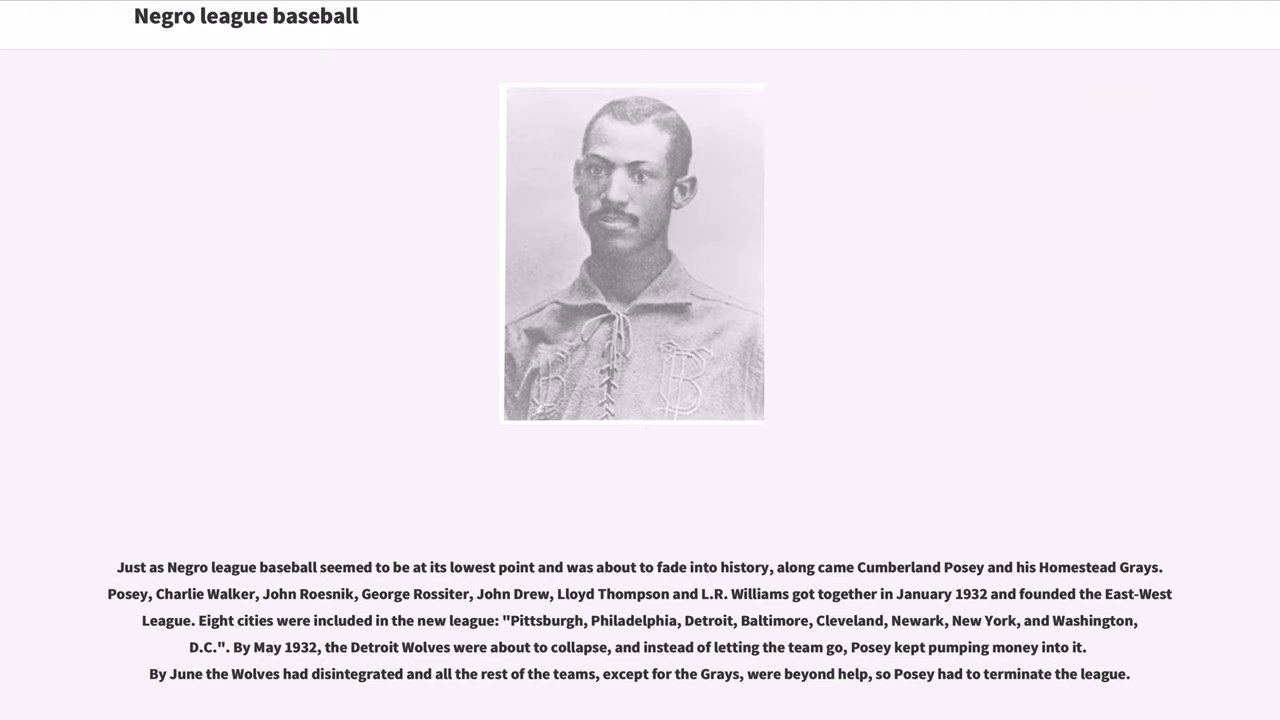 Negro league baseball
B B
Just as Negro league baseball seemed to be at its lowest point and was about to fade into history, along came Cumberland Posey and his Homestead Grays.
Posey, Charlie Walker, John Roesnik, George Rossiter, John Drew, Lloyd Thompson and L.R. Williams got together in January 1932 and founded the East-West
League. Eight cities were included in the new league: "Pittsburgh, Philadelphia, Detroit, Baltimore, Cleveland, Newark, New York, and Washington,
D.C.". By May 1932, the Detroit Wolves were about to collapse, and instead of letting the team go, Posey kept pumping money into it.
By June the Wolves had disintegrated and all the rest of the teams, except for the Grays, were beyond help, so Posey had to terminate the league.